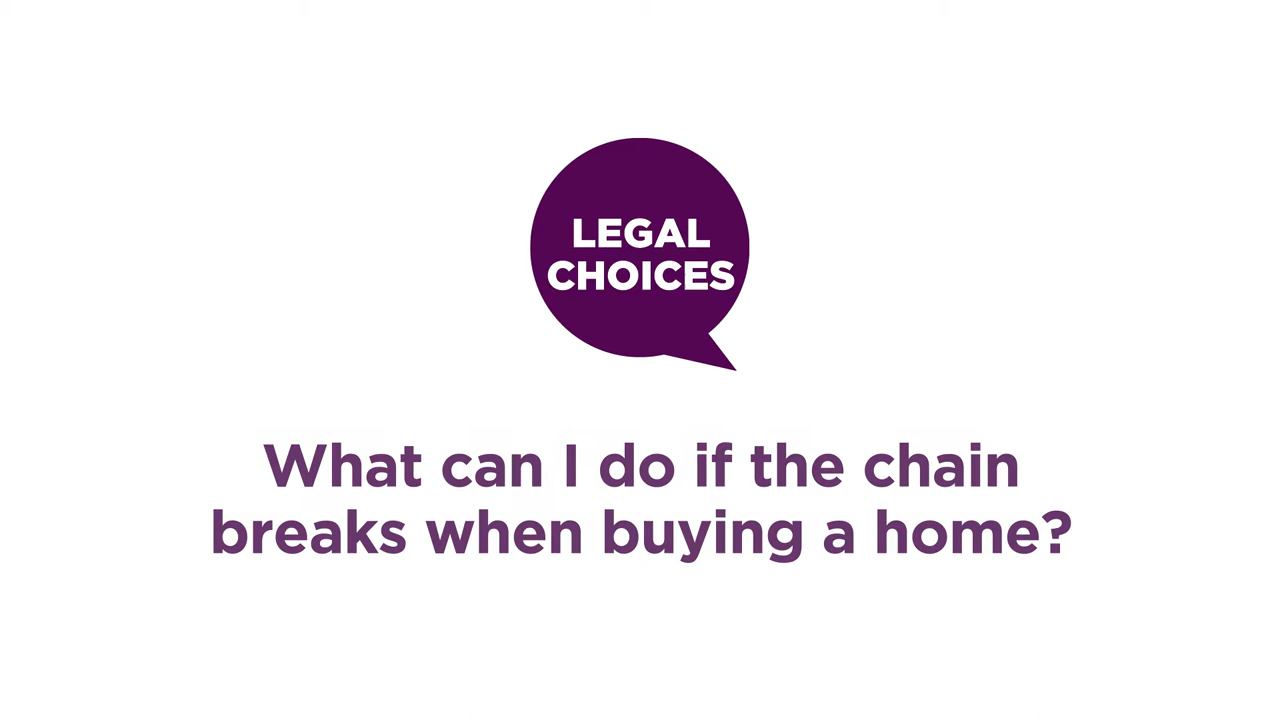 LEGAL
CHOICES
What can I do if the chain
breaks when buying a home?